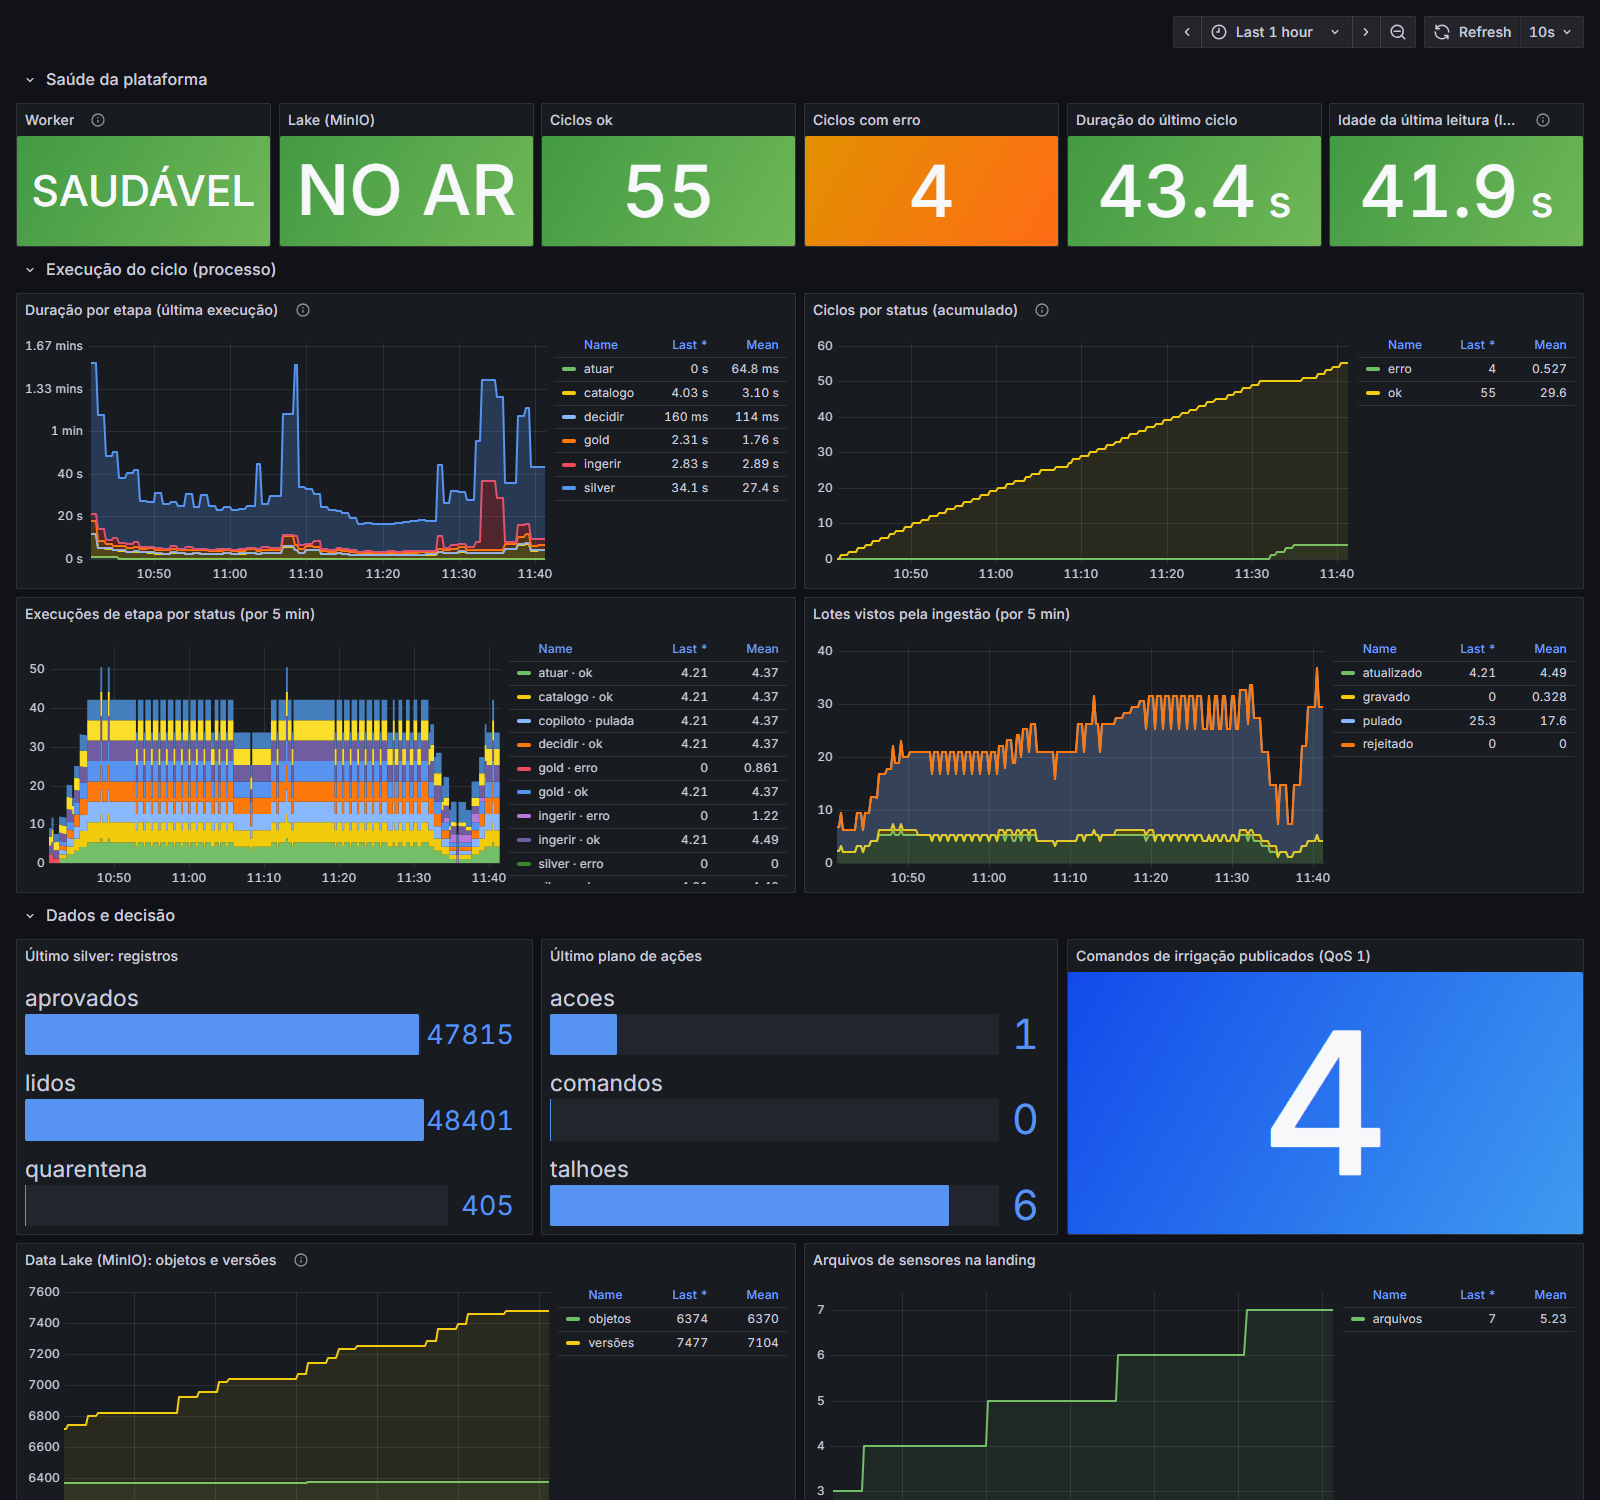 Last 1 hour
Refresh
10s
Saúde da plataforma
Worker
SAUDÁVEL
Lake (MinIO)
NO AR
Ciclos ok
55
Ciclos com erro
4
Duração do último ciclo
43.4 s
Idade da última leitura (l...
41.9 s
Execução do ciclo (processo)
Duração por etapa (última execução)
1.67 mins
1.33 mins
1 min
40 s
20 s
0 s
10:50 11:00 11:10 11:20 11:30 11:40
Name Last * Mean
atuar 0 s 64.8 ms
catalogo 4.03 s 3.10 s
decidir 160 ms 114 ms
gold 2.31 s 1.76 s
ingerir 2.83 s 2.89 s
silver 34.1 s 27.4 s
Ciclos por status (acumulado)
60
50
40
30
20
10
0
10:50 11:00 11:10 11:20 11:30 11:40
Name Last * Mean
erro 4 0.527
ok 55 29.6
Execuções de etapa por status (por 5 min)
50
40
30
20
10
0
10:50 11:00 11:10 11:20 11:30 11:40
Name Last * Mean
atuar · ok 4.21 4.37
catalogo · ok 4.21 4.37
copiloto · pulada 4.21 4.37
decidir · ok 4.21 4.37
gold · erro 0 0.861
gold · ok 4.21 4.37
ingerir · erro 0 1.22
ingerir · ok 4.21 4.49
silver · erro 0 0
Lotes vistos pela ingestão (por 5 min)
40
30
20
10
0
10:50 11:00 11:10 11:20 11:30 11:40
Name Last * Mean
atualizado 4.21 4.49
gravado 0 0.328
pulado 25.3 17.6
rejeitado 0 0
Dados e decisão
Último silver: registros
aprovados
47815
lidos
48401
quarentena
405
Último plano de ações
acoes
1
comandos
0
talhoes
6
Comandos de irrigação publicados (QoS 1)
4
Data Lake (MinIO): objetos e versões
7600
7400
7200
7000
6800
6600
6400
Name Last * Mean
objetos 6374 6370
versões 7477 7104
Arquivos de sensores na landing
7
6
5
4
3
Name Last * Mean
arquivos 7 5.23